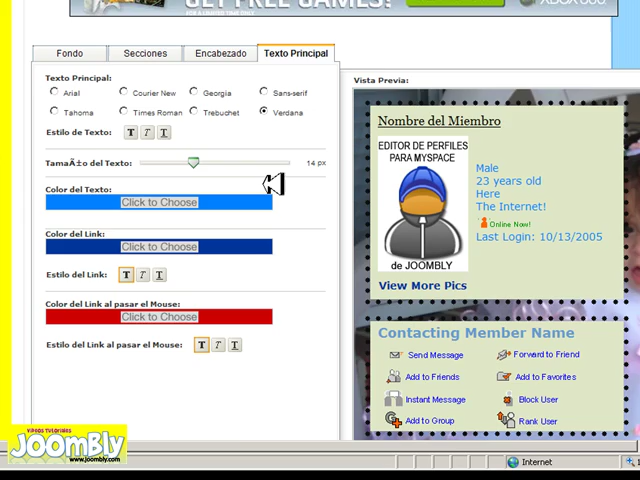 GET FREE GAMES!
XBOX 360
Fondo
Secciones
Encabezado
Texto Principal
Texto Principal:
Arial
Courier New
Georgia
Sans-serif
Tahoma
Times Roman
Trebuchet
Verdana
Estilo de Texto:
T T T
TamaÃ±o del Texto:
14 px
Color del Texto:
Click to Choose
Color del Link:
Click to Choose
Estilo del Link:
T T T
Color del Link al pasar el Mouse:
Click to Choose
Estilo del Link al pasar el Mouse:
T T T
Vista Previa:
Nombre del Miembro
EDITOR DE PERFILES
PARA MYSPACE
de JOOMBLY
Male
23 years old
Here
The Internet!
Online Now!
Last Login: 10/13/2005
View More Pics
Contacting Member Name
Send Message
Forward to Friend
Add to Friends
Add to Favorites
Instant Message
Block User
Add to Group
Rank User
VIDEOS TUTORIALES
JOOMBLY
www.joombly.com
Internet